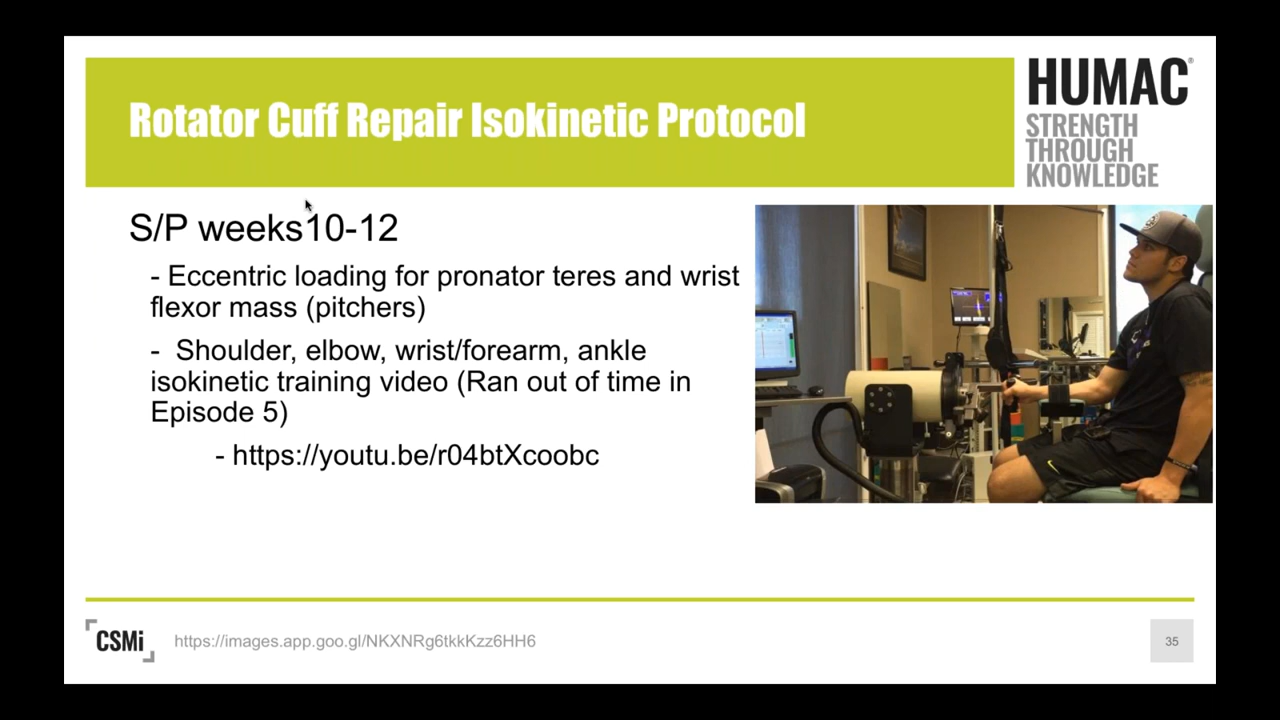 Rotator Cuff Repair Isokinetic Protocol
HUMAC®
STRENGTH
THROUGH
KNOWLEDGE
S/P weeks10-12
- Eccentric loading for pronator teres and wrist
flexor mass (pitchers)
- Shoulder, elbow, wrist/forearm, ankle
isokinetic training video (Ran out of time in
Episode 5)
- https://youtu.be/r04btXcoobc
CSMi
https://images.app.goo.gl/NKXNRg6tkkKzz6HH6
35